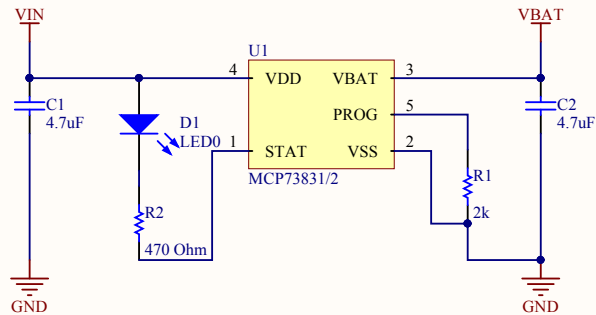 VIN
VBAT
U1
4
VDD
VBAT
3
C1
4.7uF
D1
LED0
PROG
5
C2
4.7uF
1
STAT
VSS
2
MCP73831/2
R1
2k
R2
470 Ohm
GND
GND